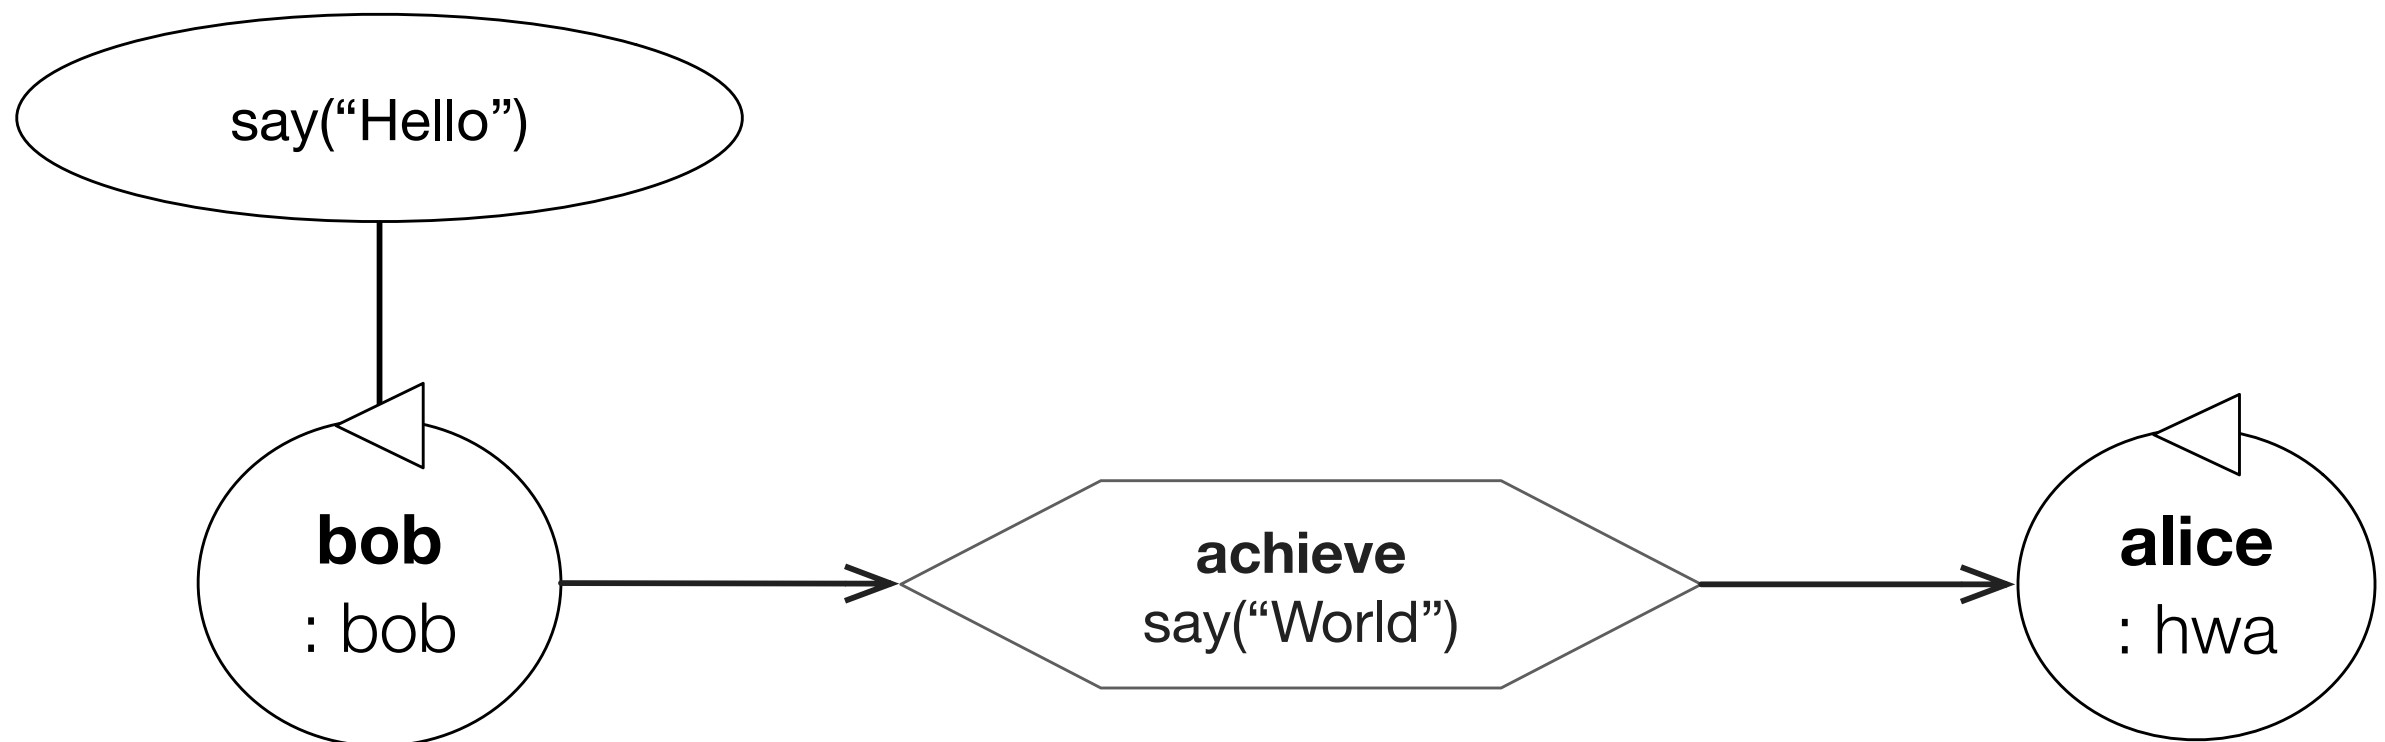 say(“Hello”)
bob
: bob
achieve
say(“World”)
alice
: hwa